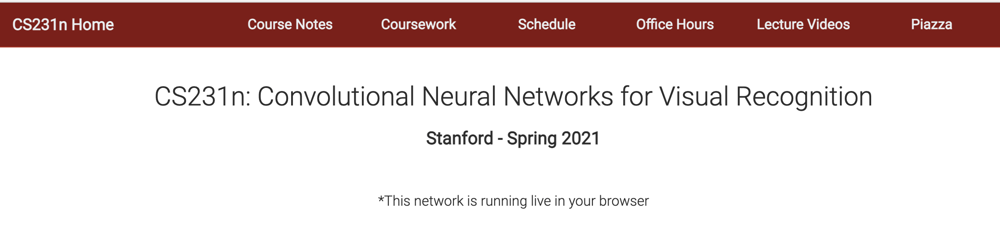 CS231n Home Course Notes Coursework Schedule Office Hours Lecture Videos Piazza
CS231n: Convolutional Neural Networks for Visual Recognition
Stanford - Spring 2021
*This network is running live in your browser